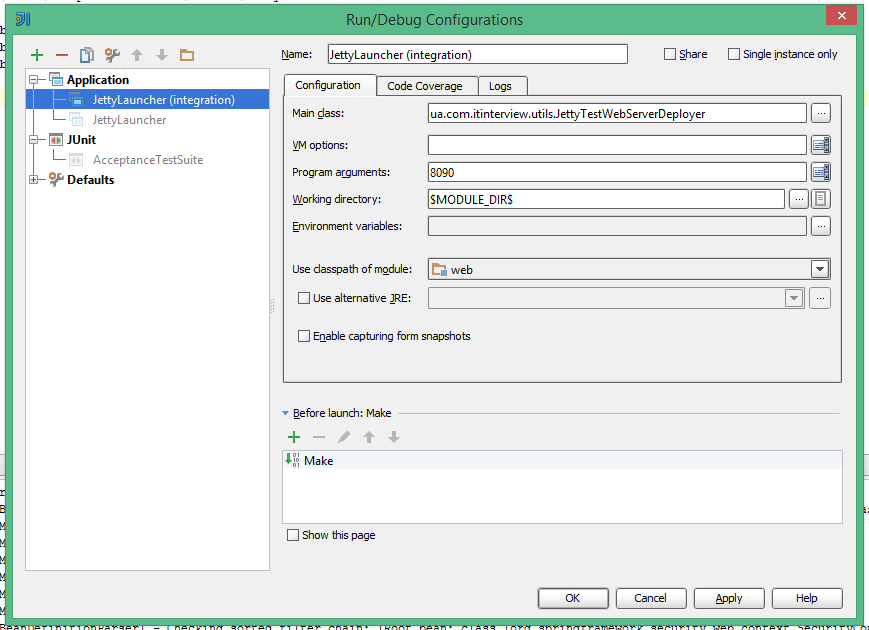 Run/Debug Configurations
Name: JettyLauncher (integration) Share Single instance only
Application
JettyLauncher (integration)
JettyLauncher
JUnit
AcceptanceTestSuite
Defaults
Configuration Code Coverage Logs
Main class: ua.com.itinterview.utils.JettyTestWebServerDeployer ...
VM options:
Program arguments: 8090
Working directory: $MODULE_DIR$ ...
Environment variables: ...
Use classpath of module: web
Use alternative JRE: ...
Enable capturing form snapshots
Before launch: Make
Make
Show this page
OK Cancel Apply Help